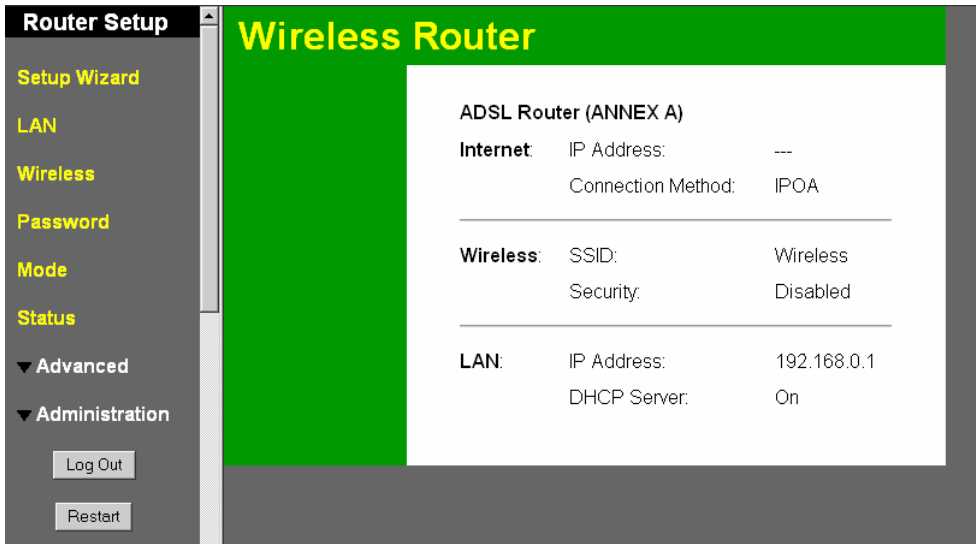 Router Setup
Setup Wizard
LAN
Wireless
Password
Mode
Status
Advanced
Administration
Log Out
Restart
Wireless Router
ADSL Router (ANNEX A)
Internet: IP Address: ---
Connection Method: IPOA
Wireless: SSID: Wireless
Security: Disabled
LAN: IP Address: 192.168.0.1
DHCP Server: On